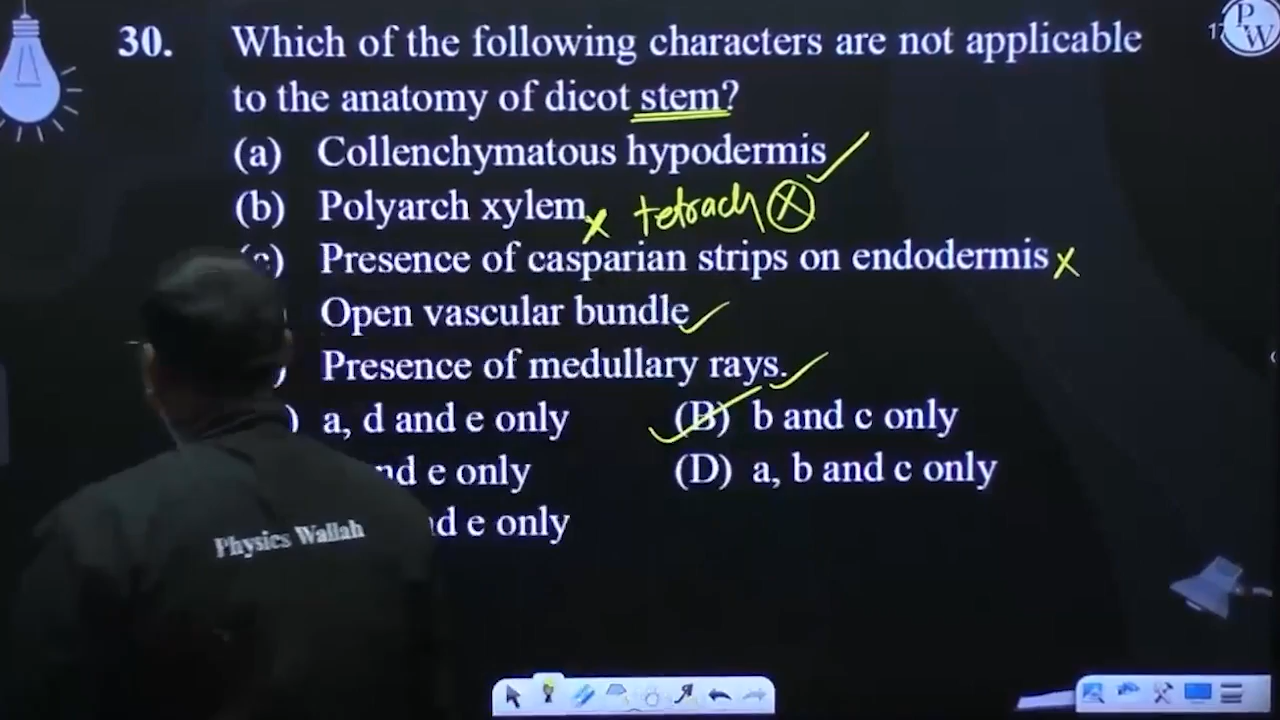 30. Which of the following characters are not applicable
to the anatomy of dicot stem?
(a) Collenchymatous hypodermis
(b) Polyarch xylem tetrach
(c) Presence of casparian strips on endodermis
Open vascular bundle
Presence of medullary rays.
) a, d and e only (B) b and c only
e only (D) a, b and c only
e only
Physics Wallah
PW